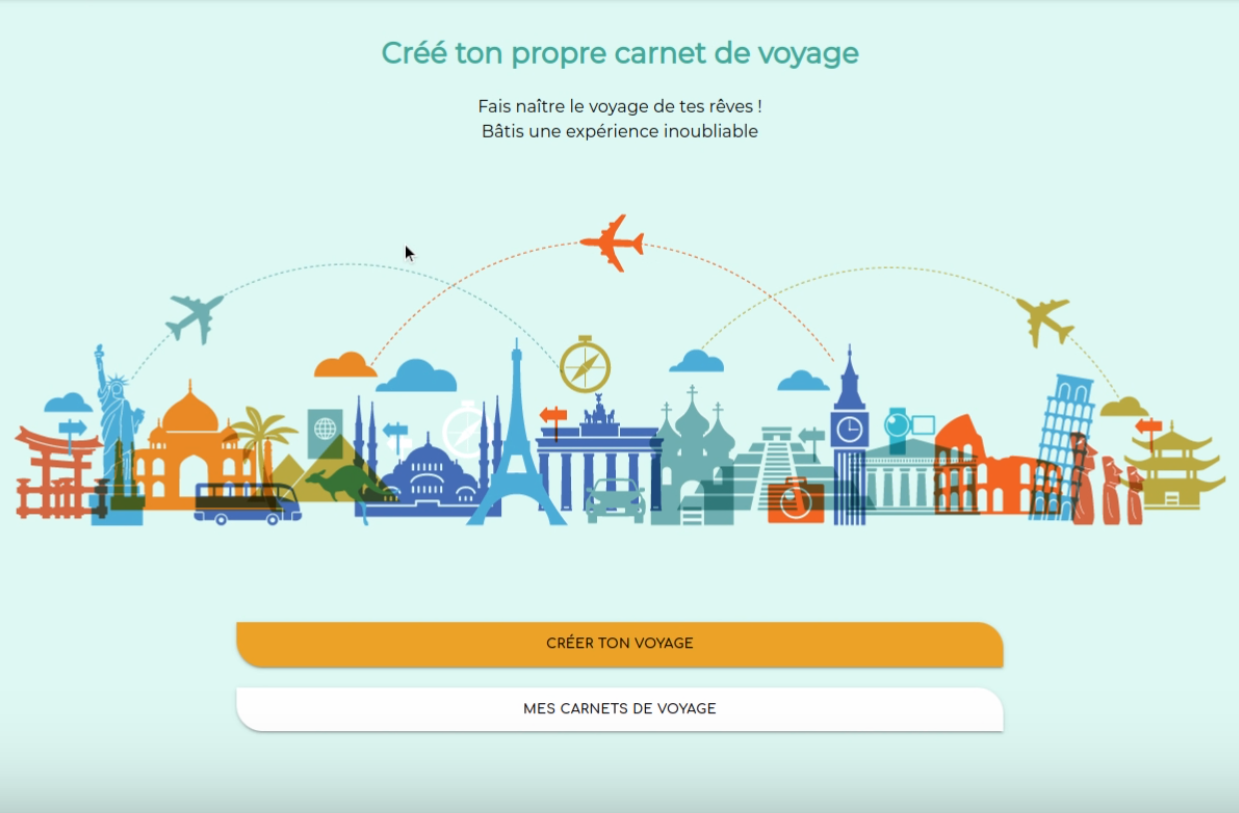 Créé ton propre carnet de voyage
Fais naître le voyage de tes rêves !
Bâtis une expérience inoubliable
CRÉER TON VOYAGE
MES CARNETS DE VOYAGE